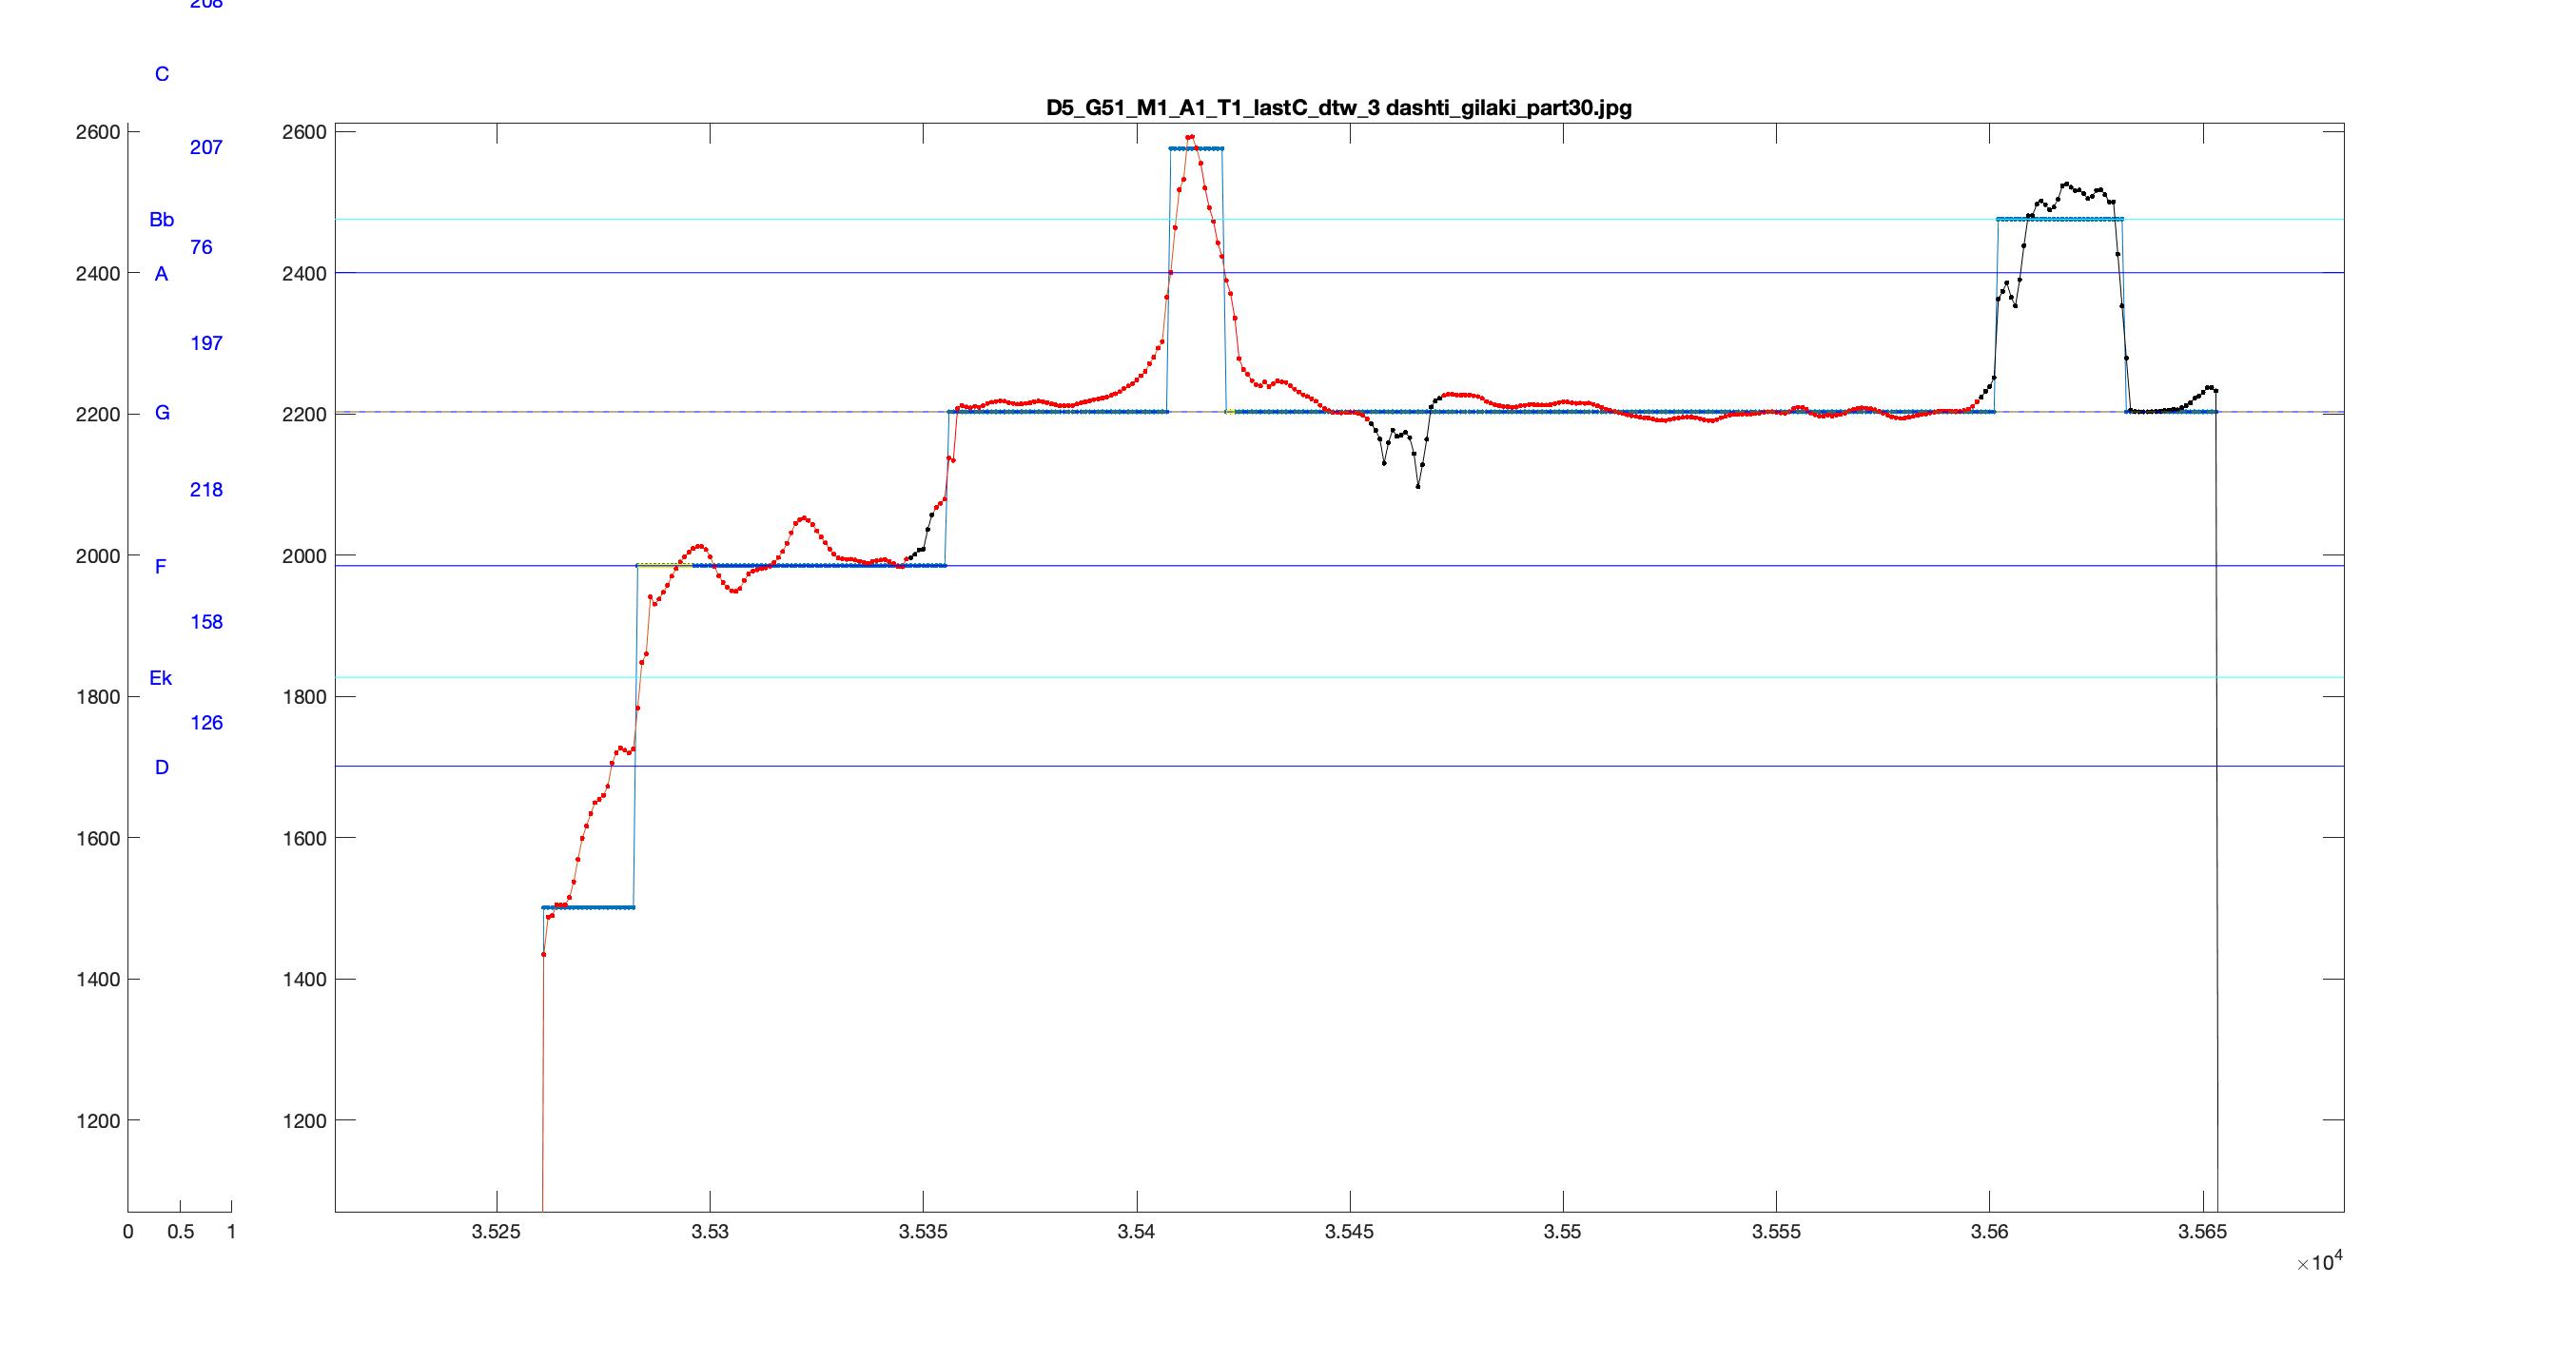 208
C
D5_G51_M1_A1_T1_lastC_dtw_3 dashti_gilaki_part30.jpg
2600 2600
207
Bb
76
2400 A 2400
197
2200 G 2200
218
2000 F 2000
158
Ek
1800 1800
126
D
1600 1600
1400 1400
1200 1200
0 0.5 1 3.525 3.53 3.535 3.54 3.545 3.55 3.555 3.56 3.565
×10⁴